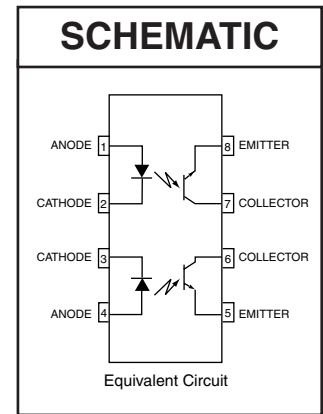 SCHEMATIC
ANODE 1 8 EMITTER
CATHODE 2 7 COLLECTOR
CATHODE 3 6 COLLECTOR
ANODE 4 5 EMITTER
Equivalent Circuit